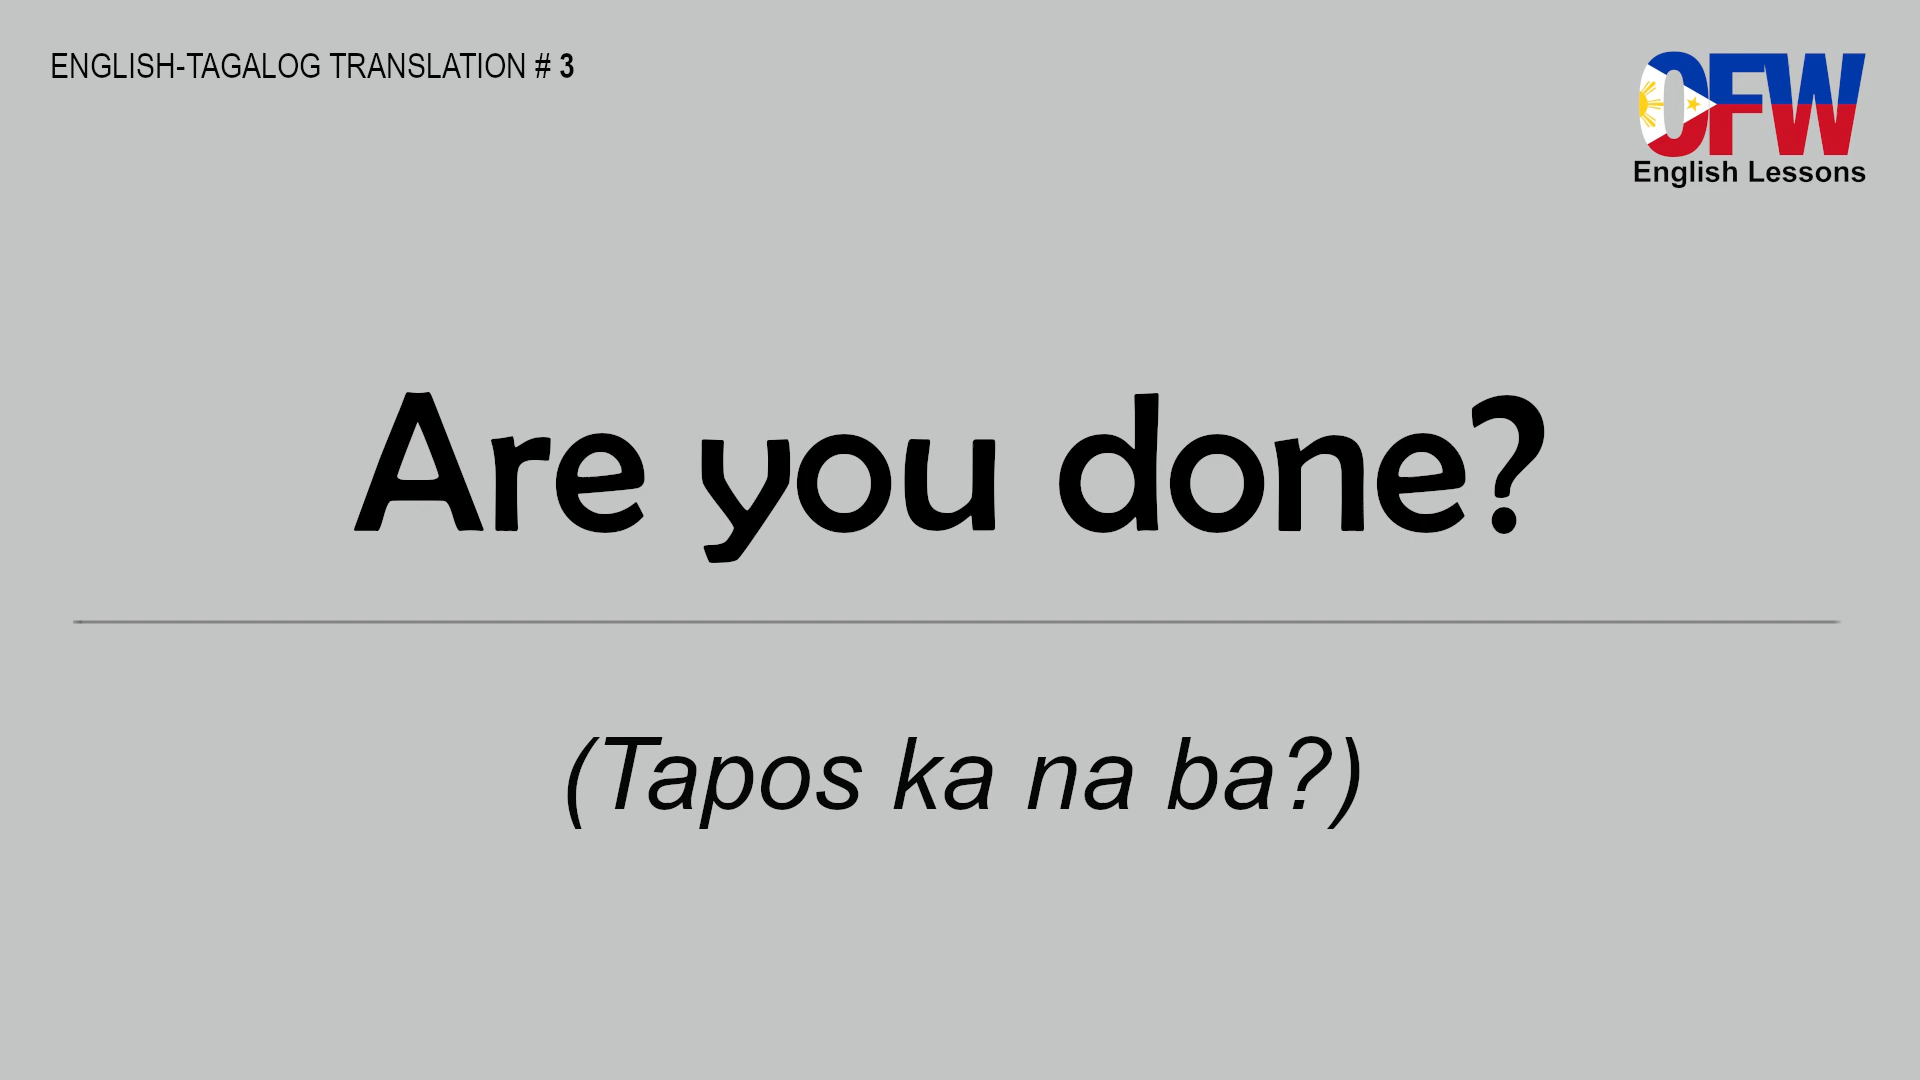 ENGLISH-TAGALOG TRANSLATION # 3
OFW
English Lessons
Are you done?
(Tapos ka na ba?)